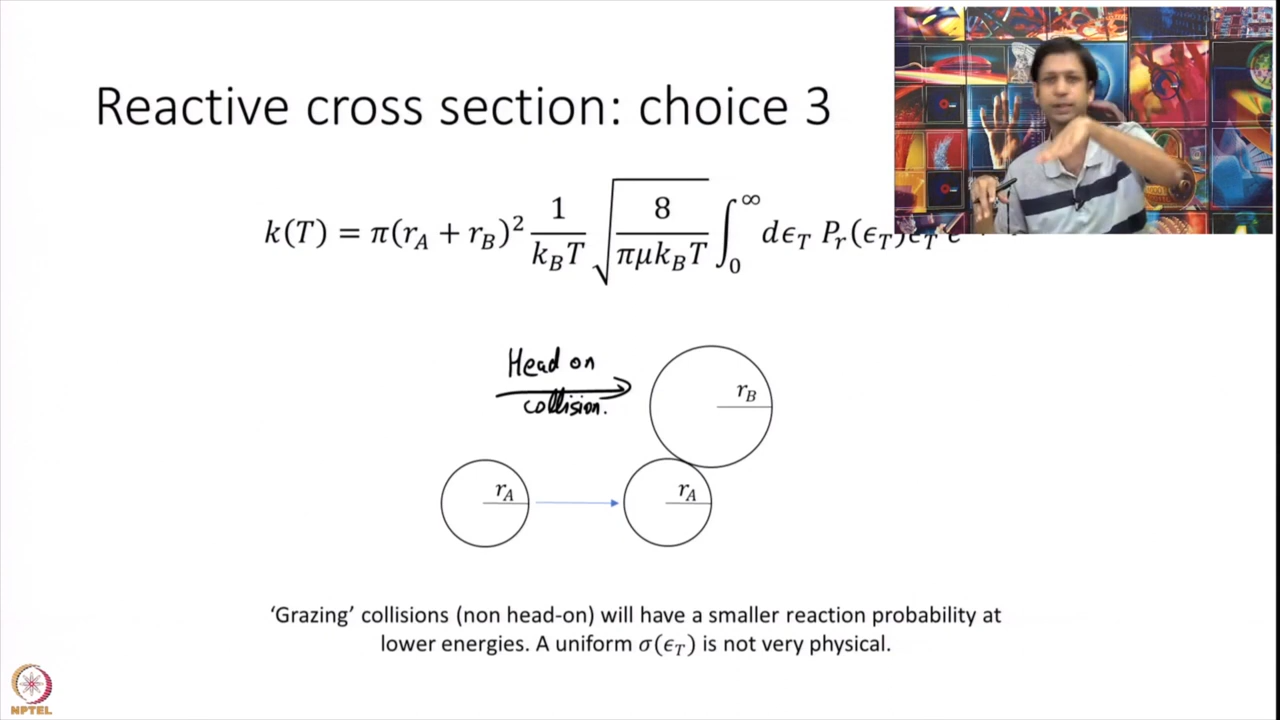 Reactive cross section: choice 3
k(T) = π(r_A + r_B)² 1/(k_B T) √(8/(πμk_B T)) ∫₀^∞ dϵ_T P_r(ϵ_T)ϵ_T e
Head on
collision.
r_B
r_A
r_A
'Grazing' collisions (non head-on) will have a smaller reaction probability at
lower energies. A uniform σ(ϵ_T) is not very physical.
NPTEL